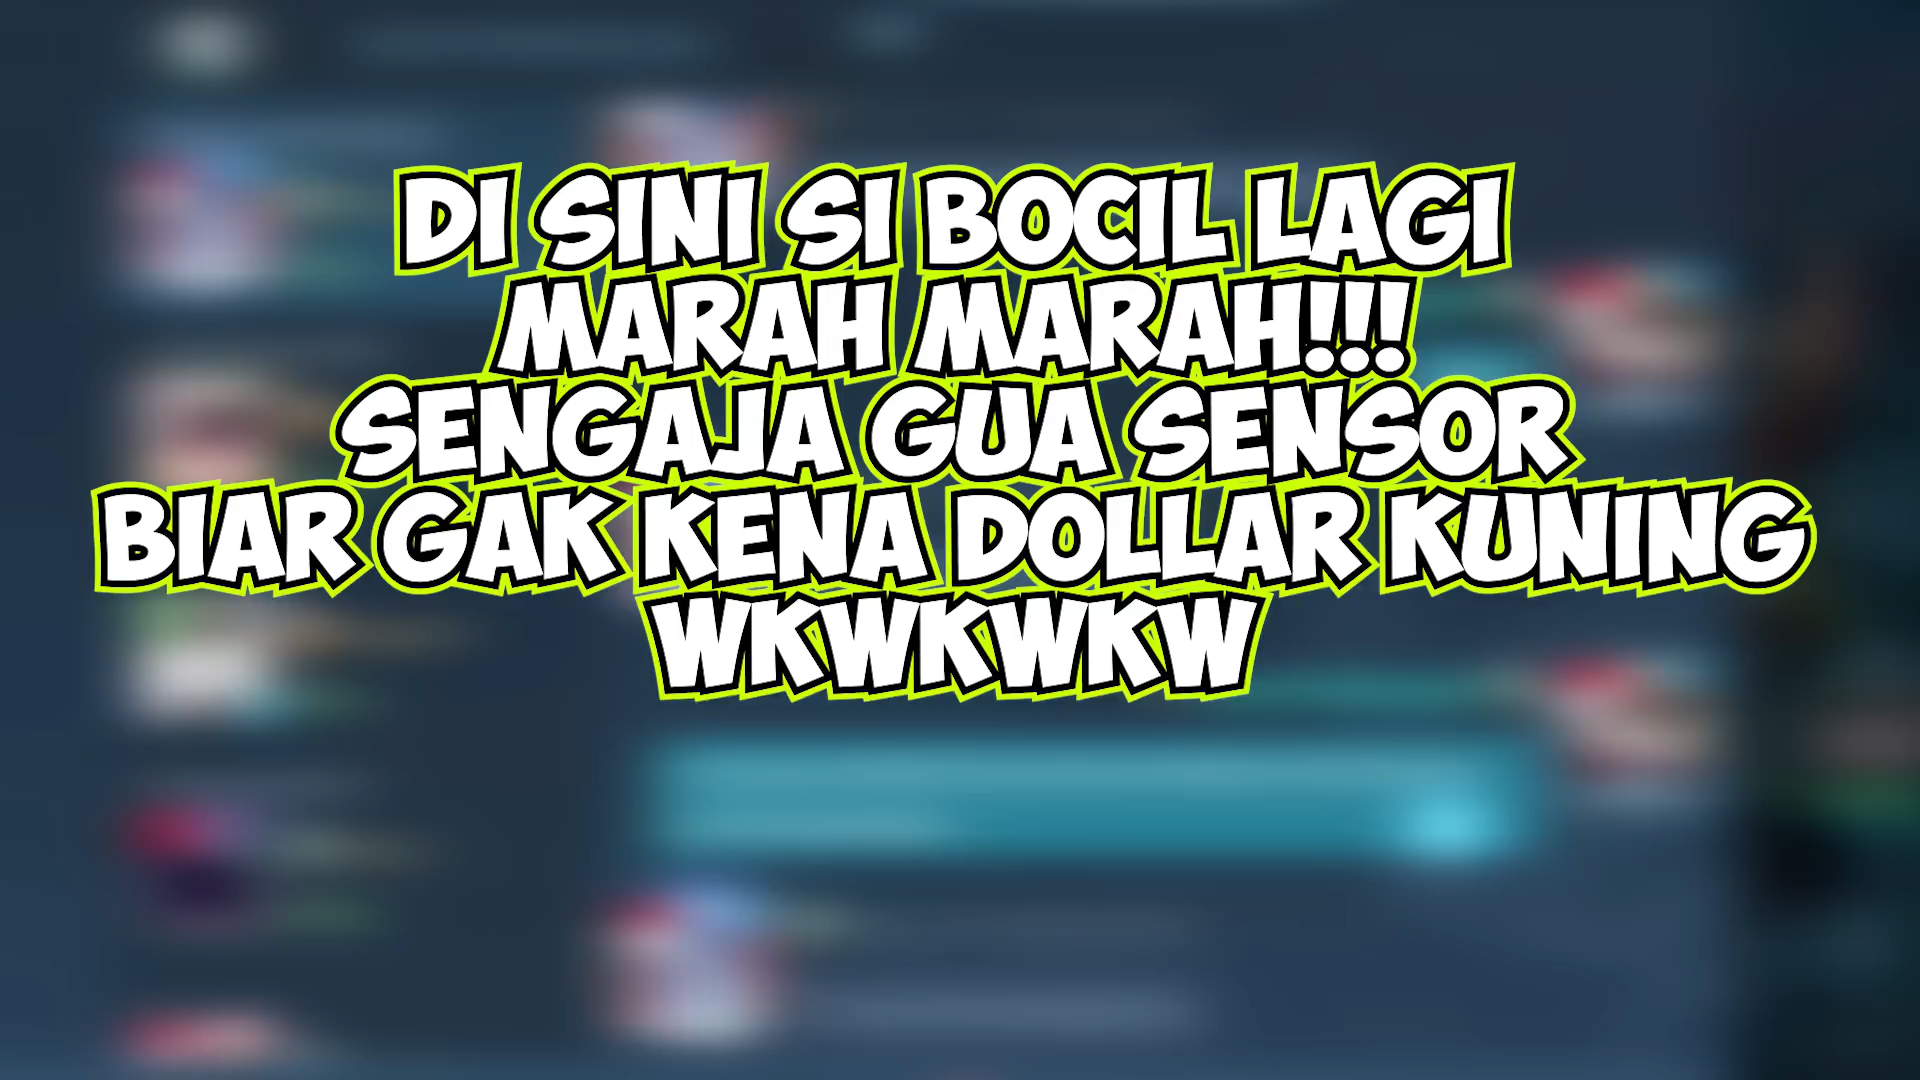 DI SINI SI BOCIL LAGI
MARAH MARAH!!!
SENGAJA GUA SENSOR
BIAR GAK KENA DOLLAR KUNING
WKWKWKW